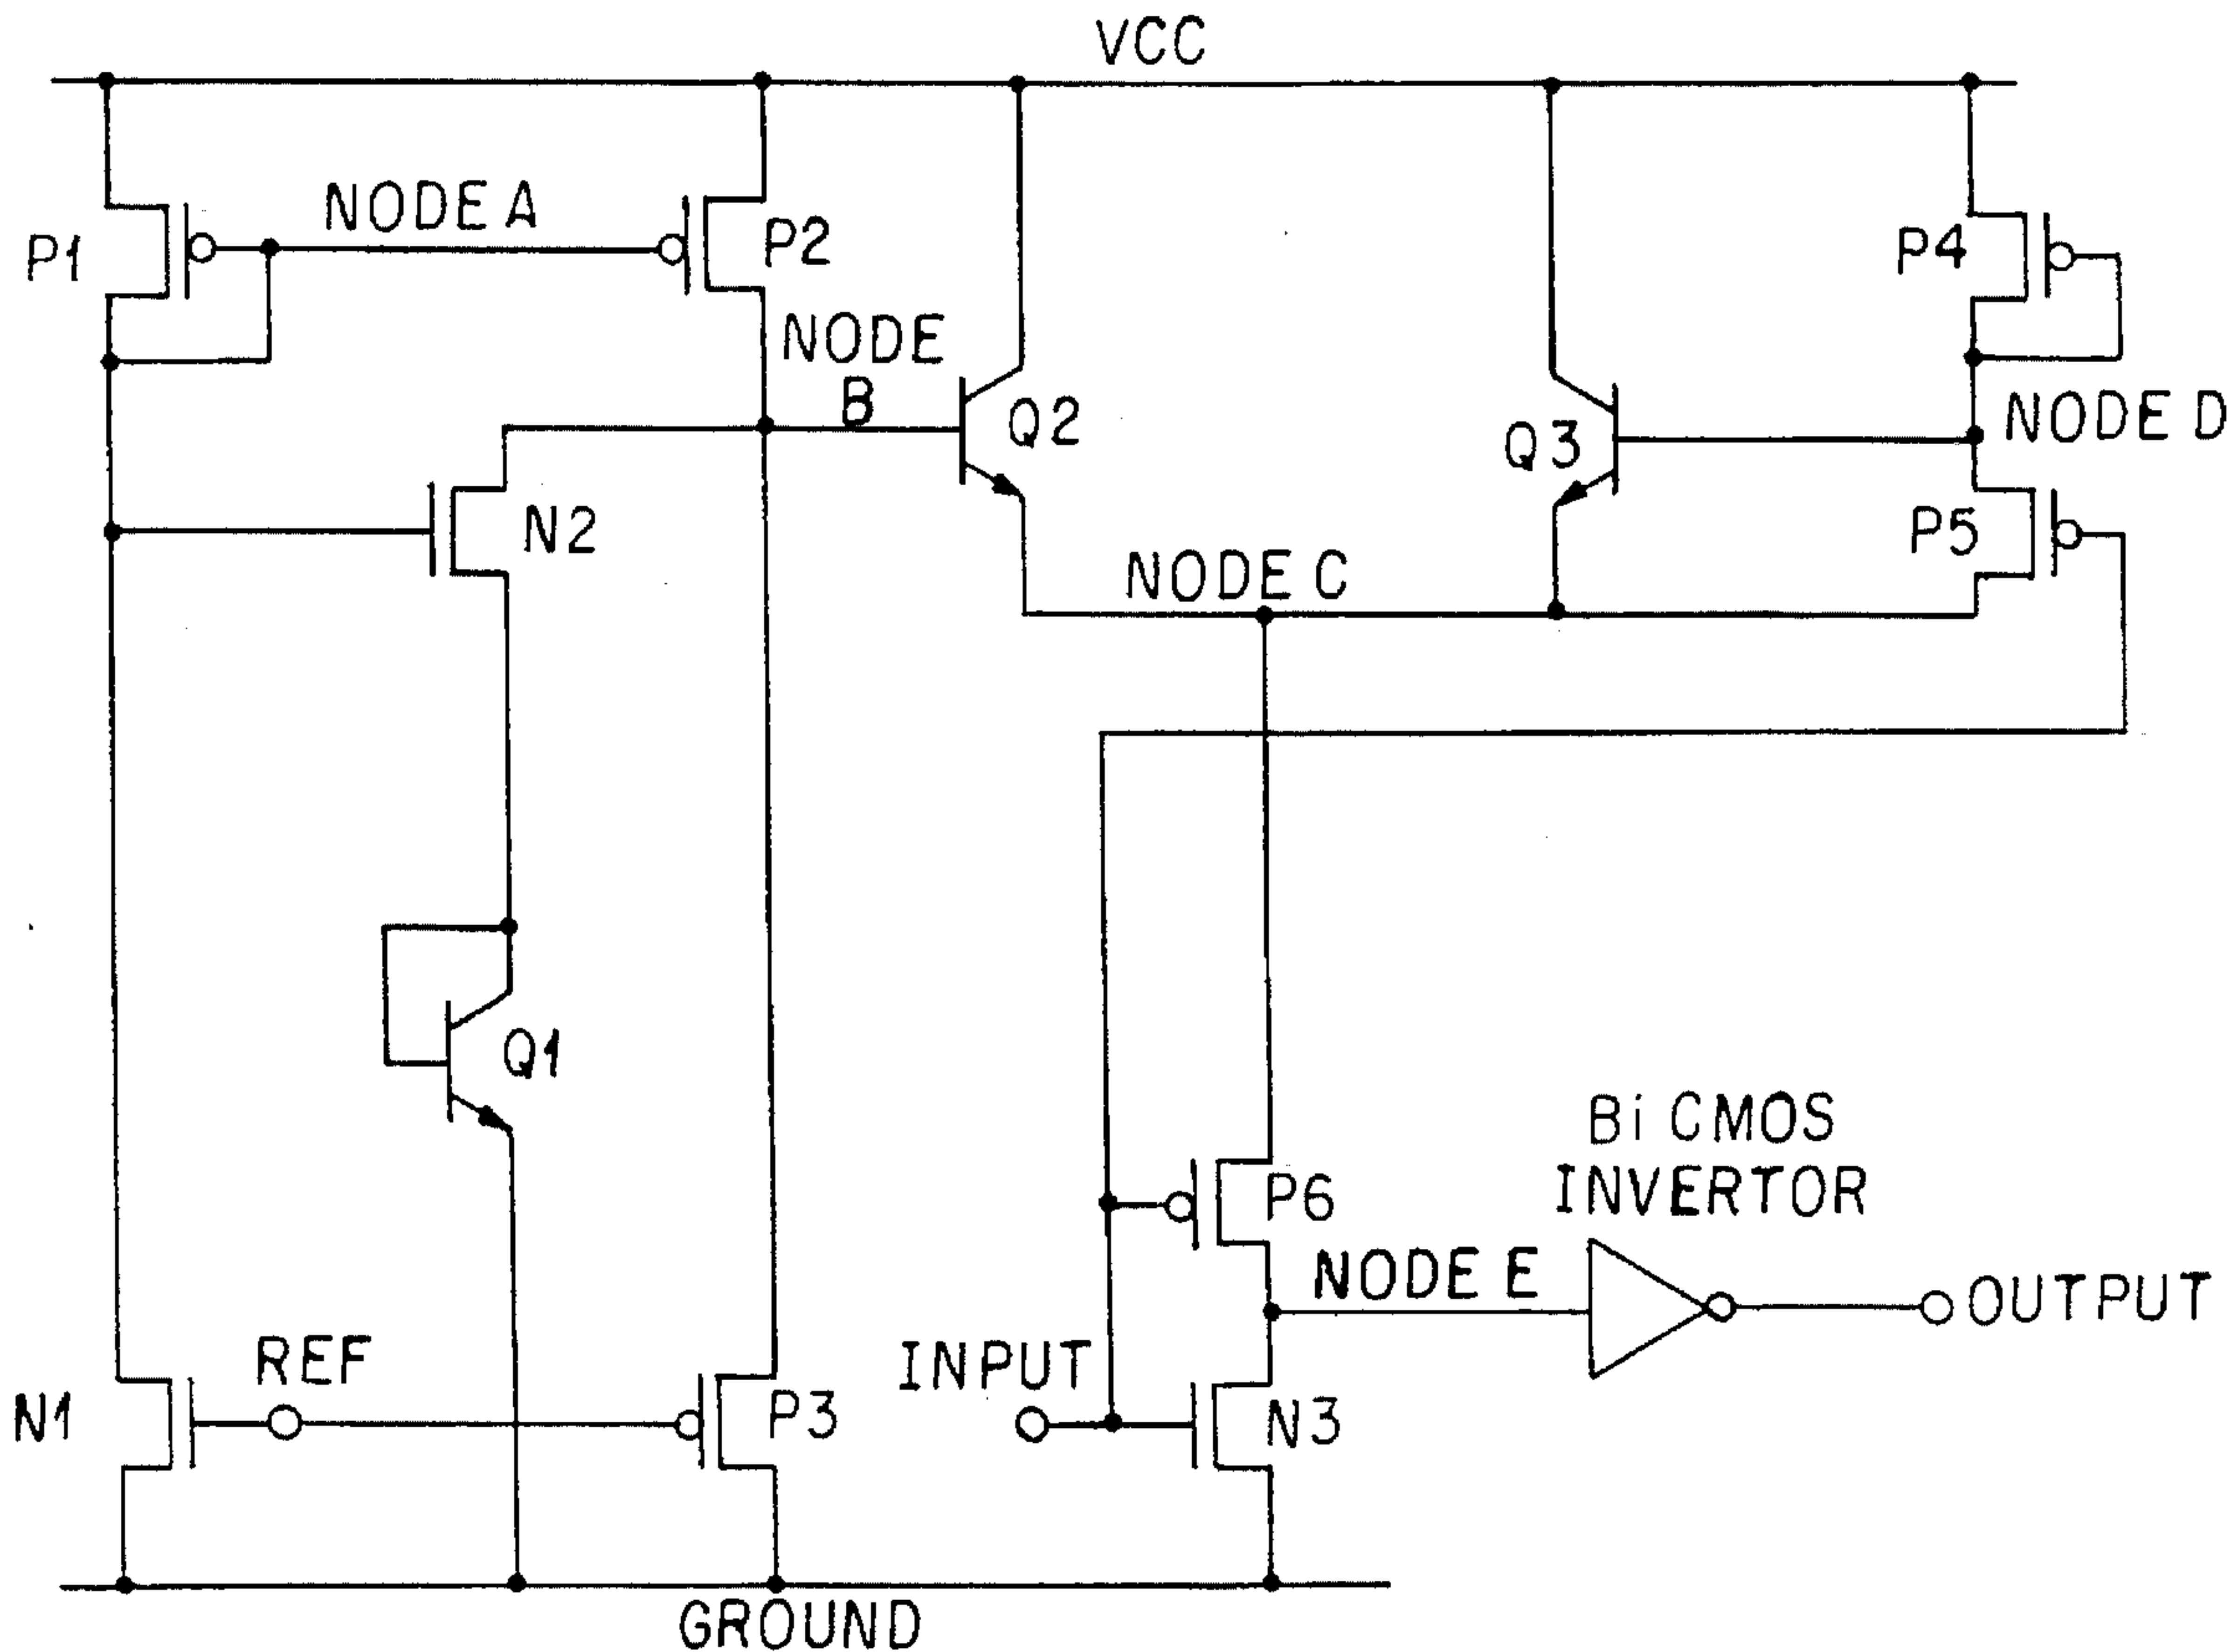 VCC
NODE A
P1
P2
P4
NODE
B
Q2
Q3
NODE D
N2
P5
NODE C
Q1
Bi CMOS
INVERTOR
P6
NODE E
OUTPUT
REF
INPUT
N1
P3
N3
GROUND